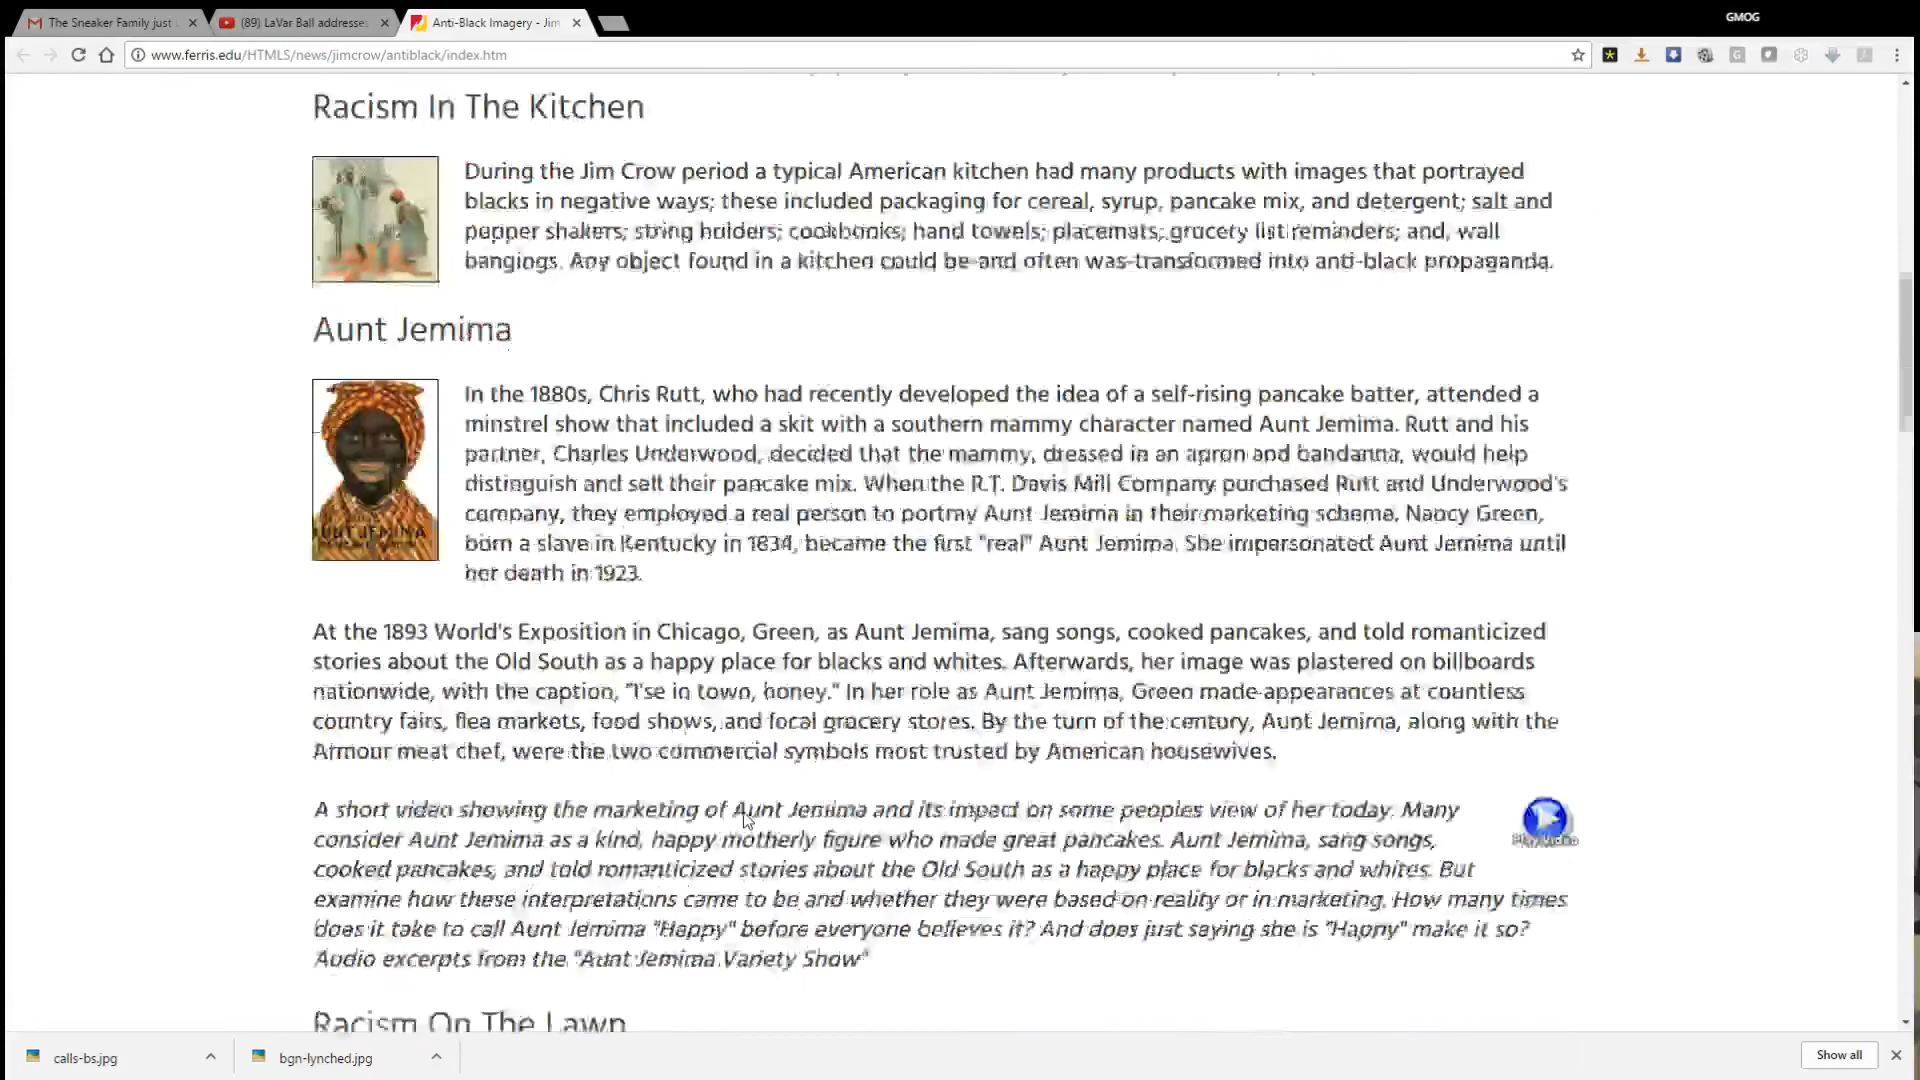 The Sneaker Family just
(89) LaVar Ball addresses
Anti-Black Imagery - Jim
GMOG
www.ferris.edu/HTMLS/news/jimcrow/antiblack/index.htm
Racism In The Kitchen
During the Jim Crow period a typical American kitchen had many products with images that portrayed
blacks in negative ways; these included packaging for cereal, syrup, pancake mix, and detergent; salt and
pepper shakers; string holders; cookbooks; hand towels; placemats; grocery list reminders; and, wall
hangings. Any object found in a kitchen could be and often was transformed into anti-black propaganda.
Aunt Jemima
In the 1880s, Chris Rutt, who had recently developed the idea of a self-rising pancake batter, attended a
minstrel show that included a skit with a southern mammy character named Aunt Jemima. Rutt and his
partner, Charles Underwood, decided that the mammy, dressed in an apron and bandanna, would help
distinguish and sell their pancake mix. When the R.T. Davis Mill Company purchased Rutt and Underwood's
company, they employed a real person to portray Aunt Jemima in their marketing scheme. Nancy Green,
born a slave in Kentucky in 1834, became the first "real" Aunt Jemima. She impersonated Aunt Jemima until
her death in 1923.
AUNT JEMIMA
At the 1893 World's Exposition in Chicago, Green, as Aunt Jemima, sang songs, cooked pancakes, and told romanticized
stories about the Old South as a happy place for blacks and whites. Afterwards, her image was plastered on billboards
nationwide, with the caption, "I'se in town, honey." In her role as Aunt Jemima, Green made appearances at countless
country fairs, flea markets, food shows, and local grocery stores. By the turn of the century, Aunt Jemima, along with the
Armour meat chef, were the two commercial symbols most trusted by American housewives.
A short video showing the marketing of Aunt Jemima and its impact on some peoples view of her today. Many
consider Aunt Jemima as a kind, happy motherly figure who made great pancakes. Aunt Jemima, sang songs,
cooked pancakes, and told romanticized stories about the Old South as a happy place for blacks and whites. But
examine how these interpretations came to be and whether they were based on reality or in marketing. How many times
does it take to call Aunt Jemima "Happy" before everyone believes it? And does just saying she is "Happy" make it so?
Audio excerpts from the "Aunt Jemima Variety Show"
Play Video
Racism On The Lawn
calls-bs.jpg
bgn-lynched.jpg
Show all